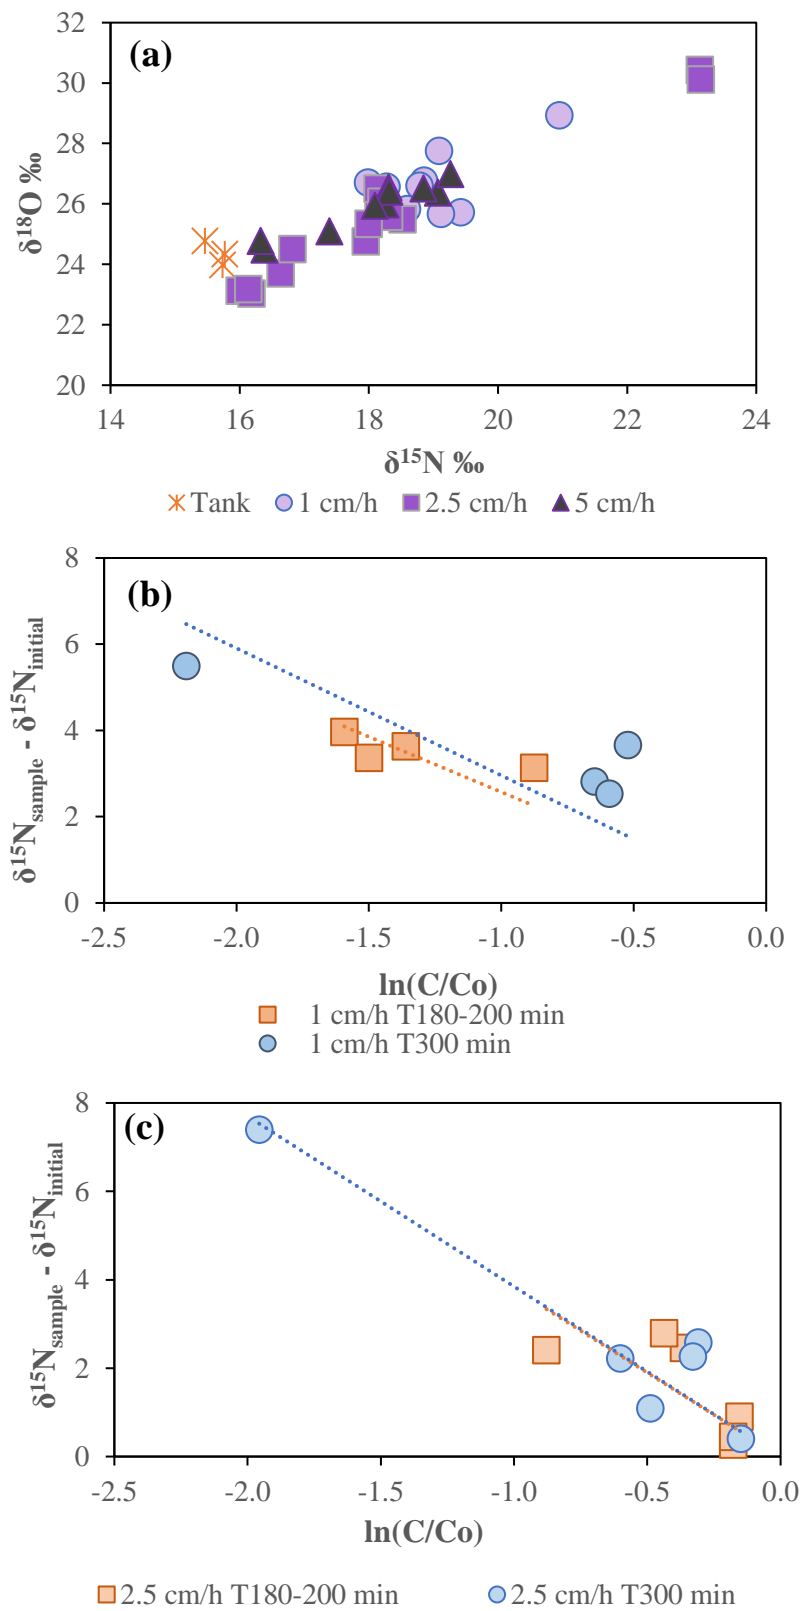 (a)
32
30
28
26
24
22
20
δ¹⁸O ‰
14 16 18 20 22 24
δ¹⁵N ‰
Tank 1 cm/h 2.5 cm/h 5 cm/h
(b)
8
6
4
2
0
δ¹⁵N_sample - δ¹⁵N_initial
-2.5 -2.0 -1.5 -1.0 -0.5 0.0
ln(C/Co)
1 cm/h T180-200 min
1 cm/h T300 min
(c)
8
6
4
2
0
δ¹⁵N_sample - δ¹⁵N_initial
-2.5 -2.0 -1.5 -1.0 -0.5 0.0
ln(C/Co)
2.5 cm/h T180-200 min 2.5 cm/h T300 min